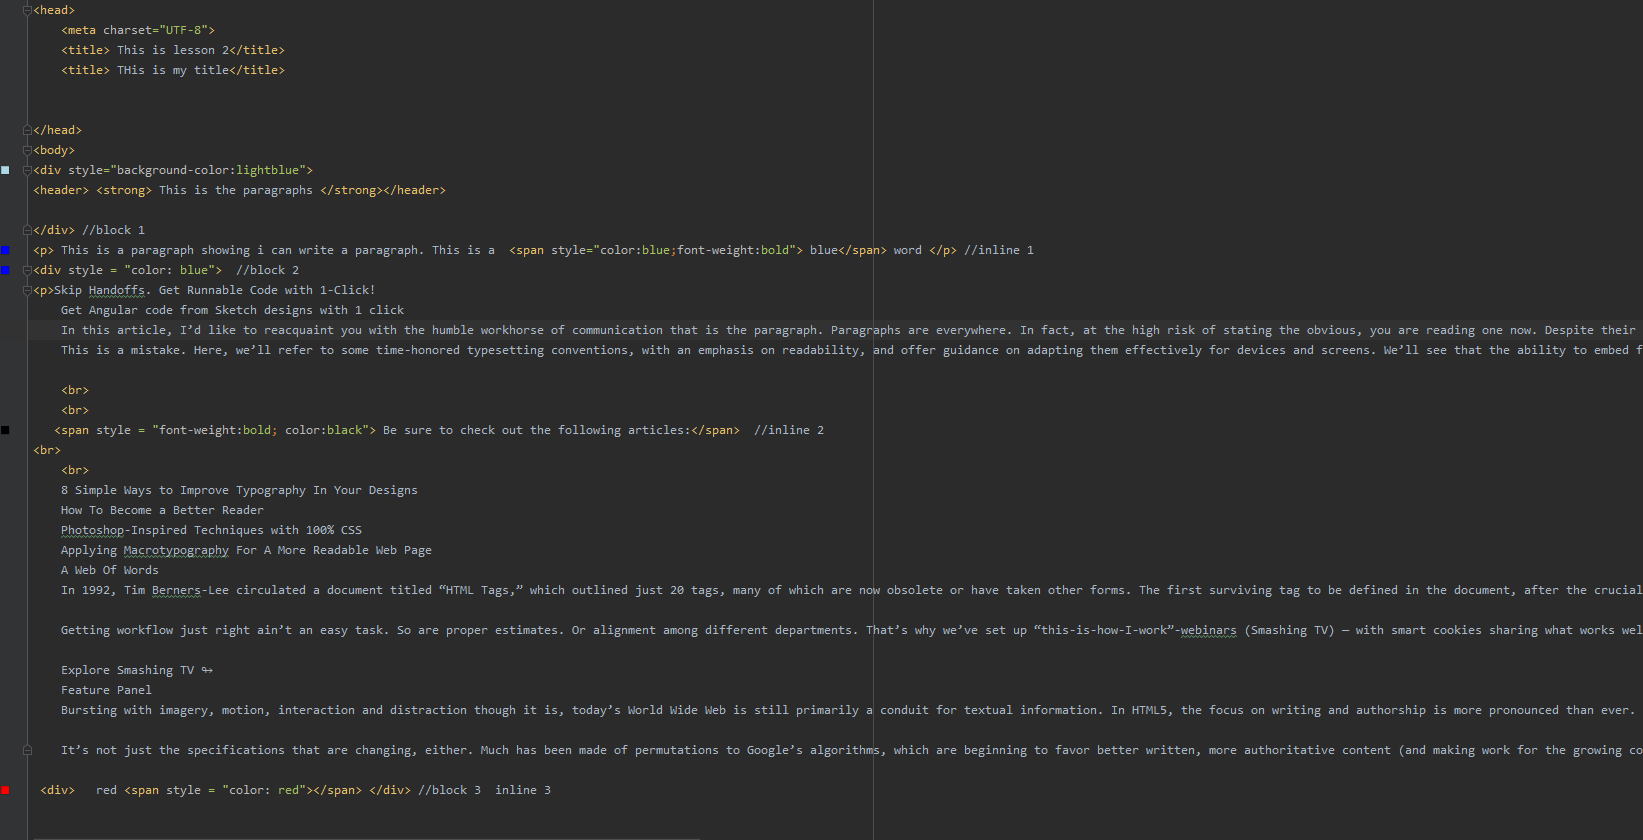 <head>
<meta charset="UTF-8">
<title> This is lesson 2</title>
<title> THis is my title</title>
</head>
<body>
<div style="background-color:lightblue">
<header> <strong> This is the paragraphs </strong></header>
</div> //block 1
<p> This is a paragraph showing i can write a paragraph. This is a  <span style="color:blue;font-weight:bold"> blue</span> word </p> //inline 1
<div style = "color: blue">  //block 2
<p>Skip Handoffs. Get Runnable Code with 1-Click!
Get Angular code from Sketch designs with 1 click
In this article, I’d like to reacquaint you with the humble workhorse of communication that is the paragraph. Paragraphs are everywhere. In fact, at the high risk of stating the obvious, you are reading one now. Despite their
This is a mistake. Here, we’ll refer to some time-honored typesetting conventions, with an emphasis on readability, and offer guidance on adapting them effectively for devices and screens. We’ll see that the ability to embed f
<br>
<br>
<span style = "font-weight:bold; color:black"> Be sure to check out the following articles:</span>  //inline 2
<br>
<br>
8 Simple Ways to Improve Typography In Your Designs
How To Become a Better Reader
Photoshop-Inspired Techniques with 100% CSS
Applying Macrotypography For A More Readable Web Page
A Web Of Words
In 1992, Tim Berners-Lee circulated a document titled “HTML Tags,” which outlined just 20 tags, many of which are now obsolete or have taken other forms. The first surviving tag to be defined in the document, after the crucial
Getting workflow just right ain’t an easy task. So are proper estimates. Or alignment among different departments. That’s why we’ve set up “this-is-how-I-work”-webinars (Smashing TV) — with smart cookies sharing what works wel
Explore Smashing TV ↬
Feature Panel
Bursting with imagery, motion, interaction and distraction though it is, today’s World Wide Web is still primarily a conduit for textual information. In HTML5, the focus on writing and authorship is more pronounced than ever.
It’s not just the specifications that are changing, either. Much has been made of permutations to Google’s algorithms, which are beginning to favor better written, more authoritative content (and making work for the growing co
<div>   red <span style = "color: red"></span> </div> //block 3  inline 3